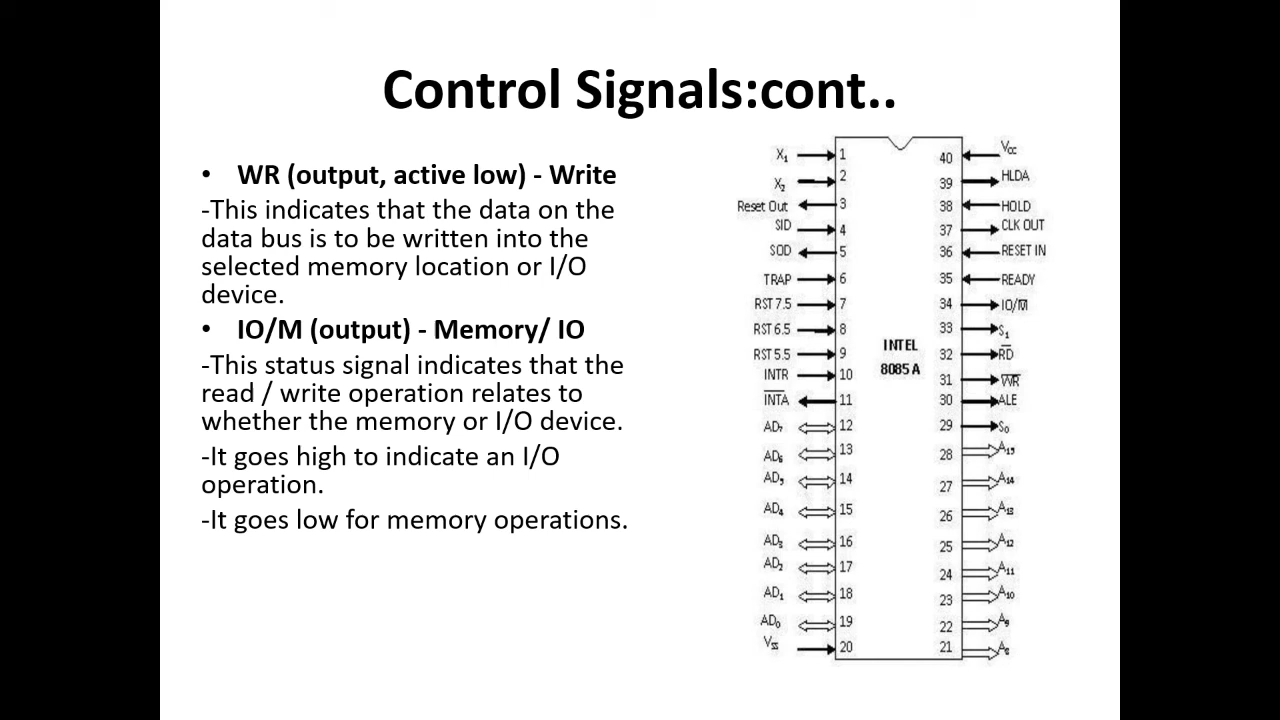 Control Signals:cont..
• WR (output, active low) - Write
-This indicates that the data on the
data bus is to be written into the
selected memory location or I/O
device.
• IO/M (output) - Memory/ IO
-This status signal indicates that the
read / write operation relates to
whether the memory or I/O device.
-It goes high to indicate an I/O
operation.
-It goes low for memory operations.
X₁ 1
X₂ 2
Reset Out 3
SID 4
SOD 5
TRAP 6
RST 7.5 7
RST 6.5 8
RST 5.5 9
INTR 10
I̅N̅T̅A̅ 11
AD₇ 12
AD₆ 13
AD₅ 14
AD₄ 15
AD₃ 16
AD₂ 17
AD₁ 18
AD₀ 19
Vss 20
INTEL
8085 A
40 Vcc
39 HLDA
38 HOLD
37 CLK OUT
36 RESET IN
35 READY
34 IO/M̅
33 S₁
32 R̅D̅
31 W̅R̅
30 ALE
29 S₀
28 A₁₅
27 A₁₄
26 A₁₃
25 A₁₂
24 A₁₁
23 A₁₀
22 A₉
21 A₈